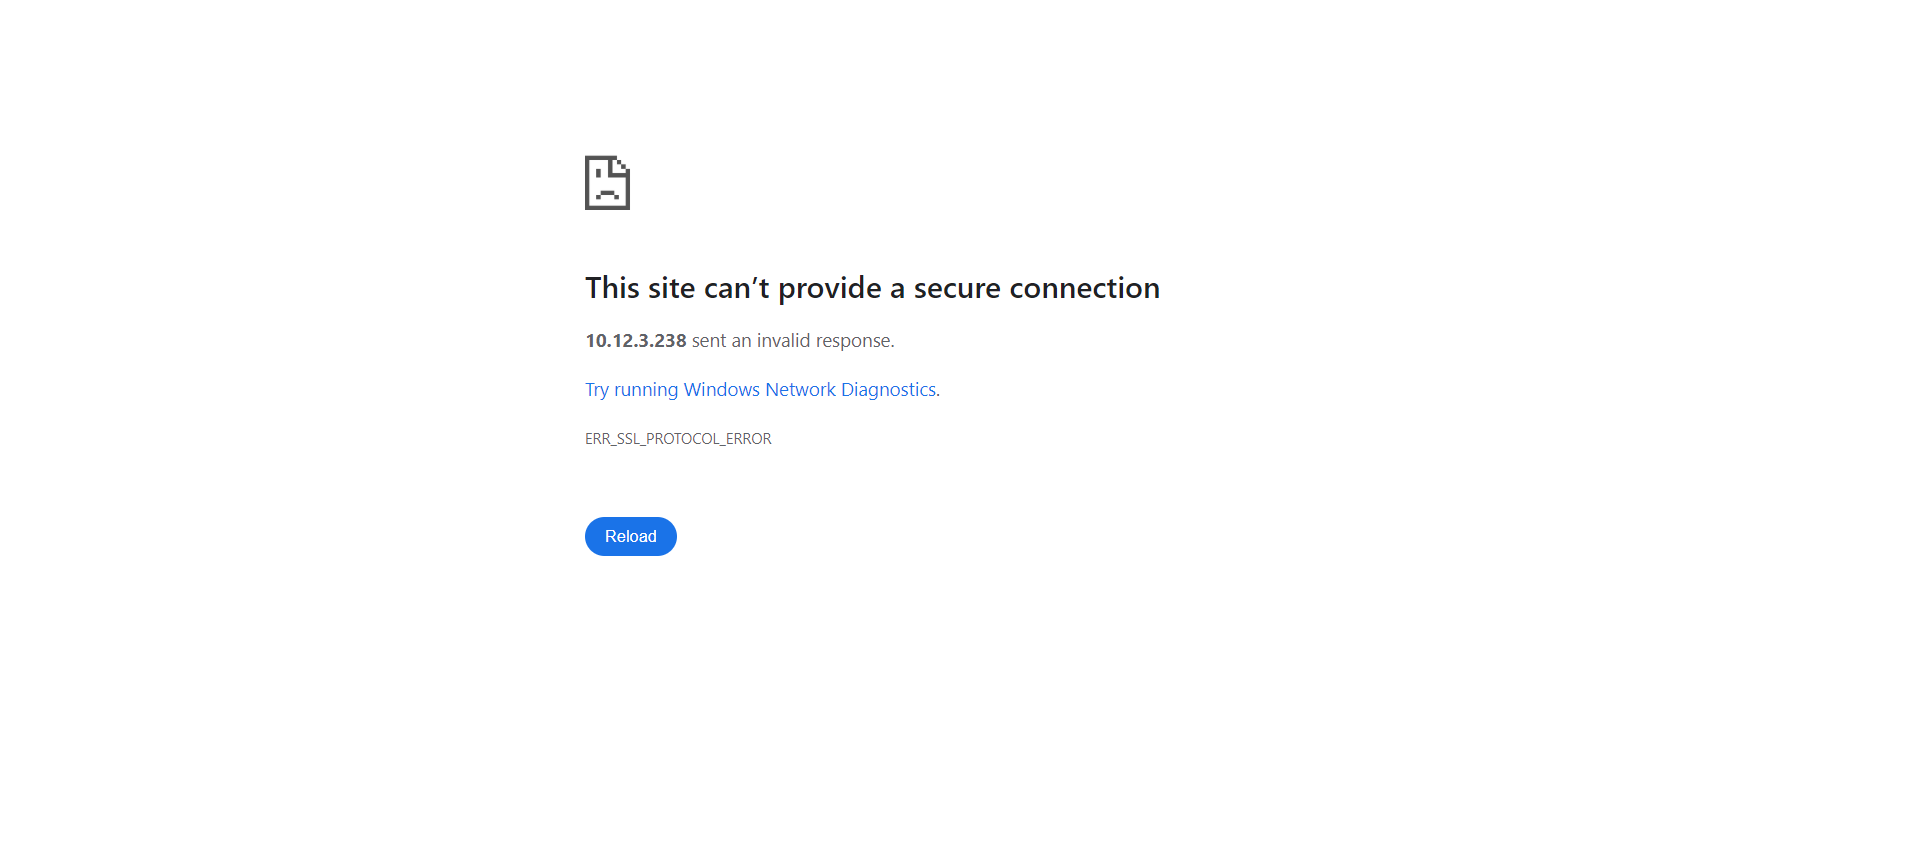 This site can’t provide a secure connection
10.12.3.238 sent an invalid response.
Try running Windows Network Diagnostics.
ERR_SSL_PROTOCOL_ERROR
Reload